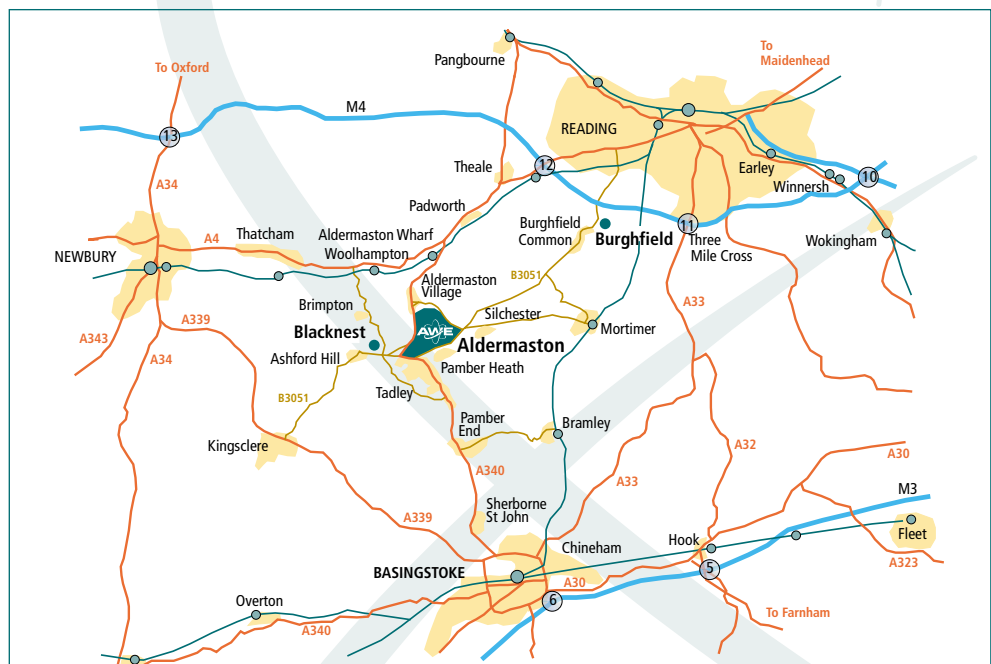 Pangbourne
To
Maidenhead
To Oxford
M4
13
READING
12
Theale
Earley
10
Winnersh
A34
Padworth
Burghfield
Common
Burghfield
11
Three
Mile Cross
Wokingham
A4
Thatcham
Aldermaston Wharf
Woolhampton
NEWBURY
B3051
Aldermaston
Village
A33
Brimpton
Silchester
Mortimer
A343
A339
Blacknest
AWE
Aldermaston
A34
Ashford Hill
Pamber Heath
Tadley
B3051
Pamber
End
Bramley
Kingsclere
A32
A30
A340
A33
M3
Sherborne
St John
A339
Fleet
Chineham
Hook
A323
BASINGSTOKE
A30
5
6
Overton
A340
To Farnham